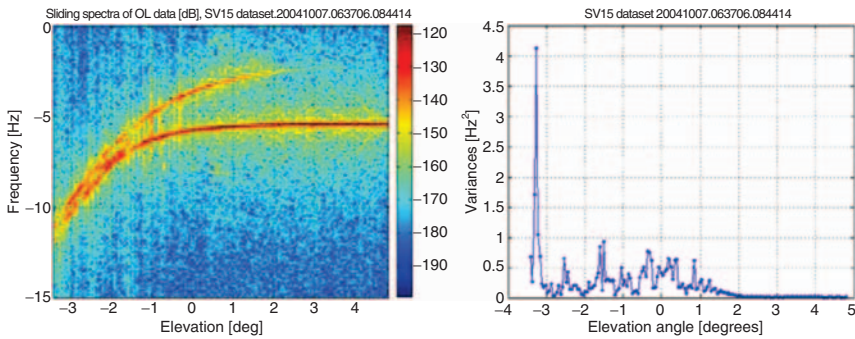 Sliding spectra of OL data [dB], SV15 dataset.20041007.063706.084414
0
−5
−10
−15
Frequency [Hz]
−3 −2 −1 0 1 2 3 4
Elevation [deg]
−120
−130
−140
−150
−160
−170
−180
−190
SV15 dataset 20041007.063706.084414
4.5
4
3.5
3
2.5
2
1.5
1
0.5
0
Variances [Hz²]
−4 −3 −2 −1 0 1 2 3 4 5
Elevation angle [degrees]